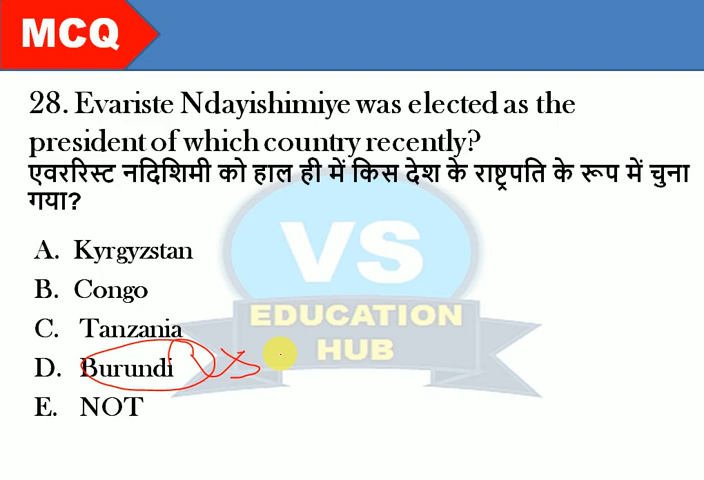 MCQ
28. Evariste Ndayishimiye was elected as the
president of which country recently?
एवररिस्ट नदिशिमी को हाल ही में किस देश के राष्ट्रपति के रूप में चुना
गया?
A. Kyrgyzstan
B. Congo
C. Tanzania
D. Burundi
E. NOT
VS
EDUCATION
HUB